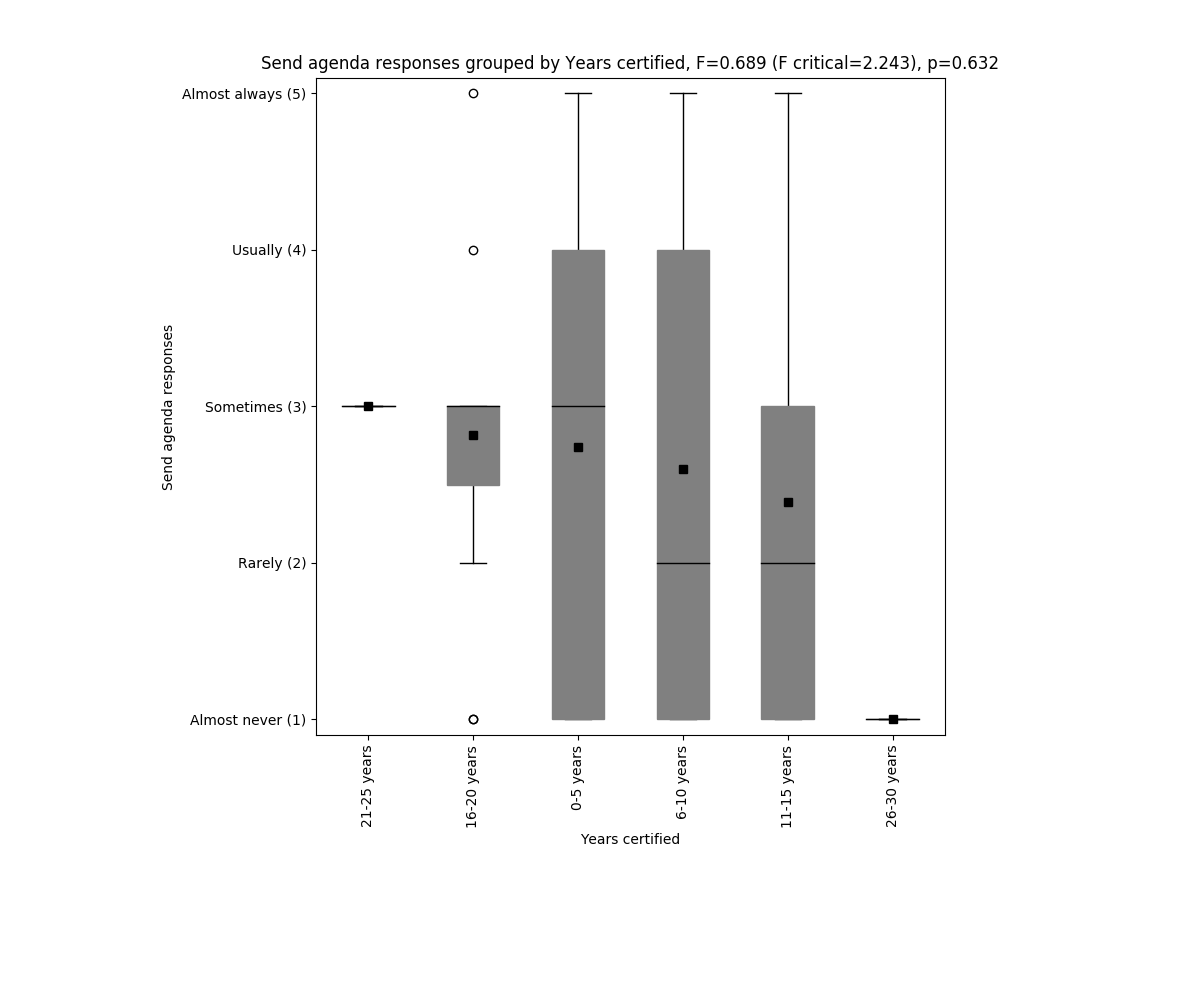 Send agenda responses grouped by Years certified, F=0.689 (F critical=2.243), p=0.632
Almost always (5)
Usually (4)
Sometimes (3)
Rarely (2)
Almost never (1)
Send agenda responses
21-25 years
16-20 years
0-5 years
6-10 years
11-15 years
26-30 years
Years certified